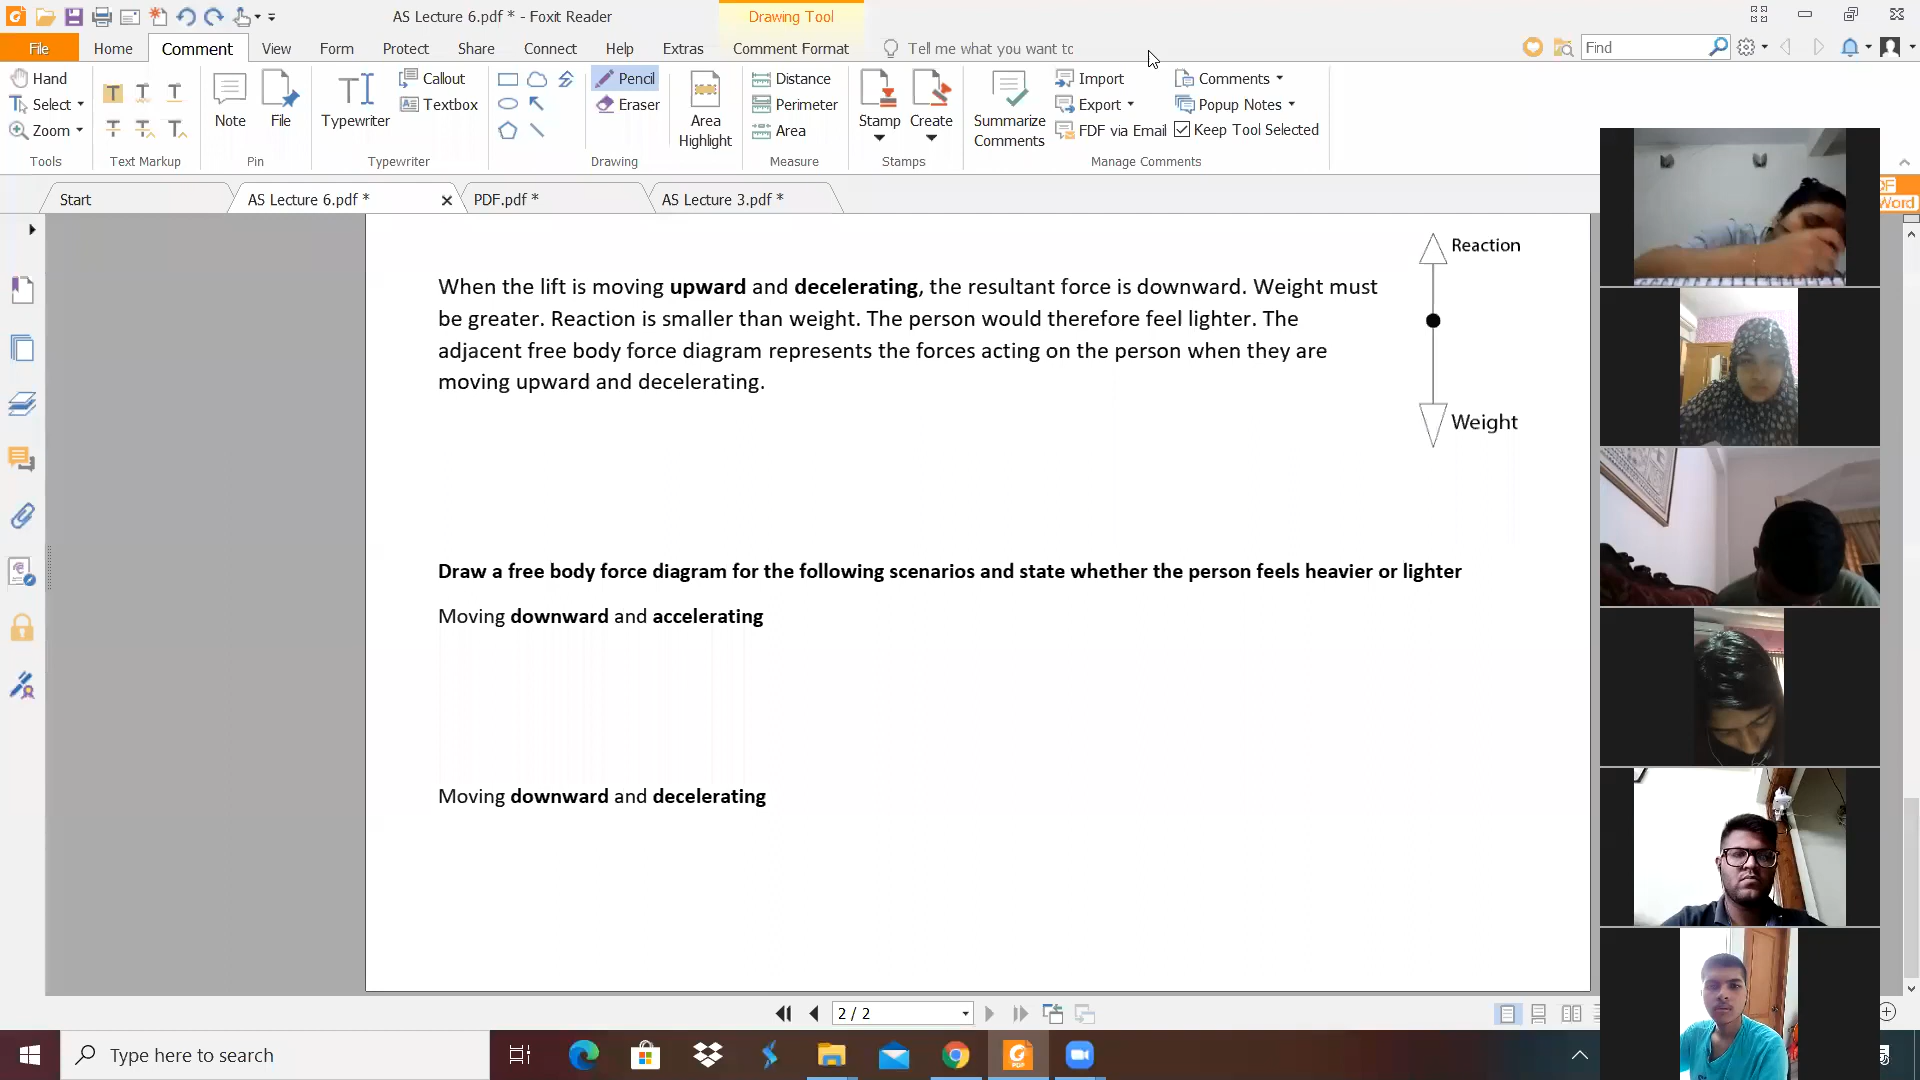 AS Lecture 6.pdf * - Foxit Reader
Drawing Tool
File Home Comment View Form Protect Share Connect Help Extras Comment Format Tell me what you want to Find
Hand
Select
Zoom
Tools
Text Markup
Note
File
Pin
Typewriter
Callout
Textbox
Typewriter
Pencil
Eraser
Drawing
Area
Highlight
Distance
Perimeter
Area
Measure
Stamp
Create
Stamps
Summarize
Comments
Import
Export
FDF via Email
Comments
Popup Notes
Keep Tool Selected
Manage Comments
Start
AS Lecture 6.pdf *
PDF.pdf *
AS Lecture 3.pdf *
Word
Reaction
When the lift is moving upward and decelerating, the resultant force is downward. Weight must
be greater. Reaction is smaller than weight. The person would therefore feel lighter. The
adjacent free body force diagram represents the forces acting on the person when they are
moving upward and decelerating.
Weight
Draw a free body force diagram for the following scenarios and state whether the person feels heavier or lighter
Moving downward and accelerating
Moving downward and decelerating
2 / 2
Type here to search